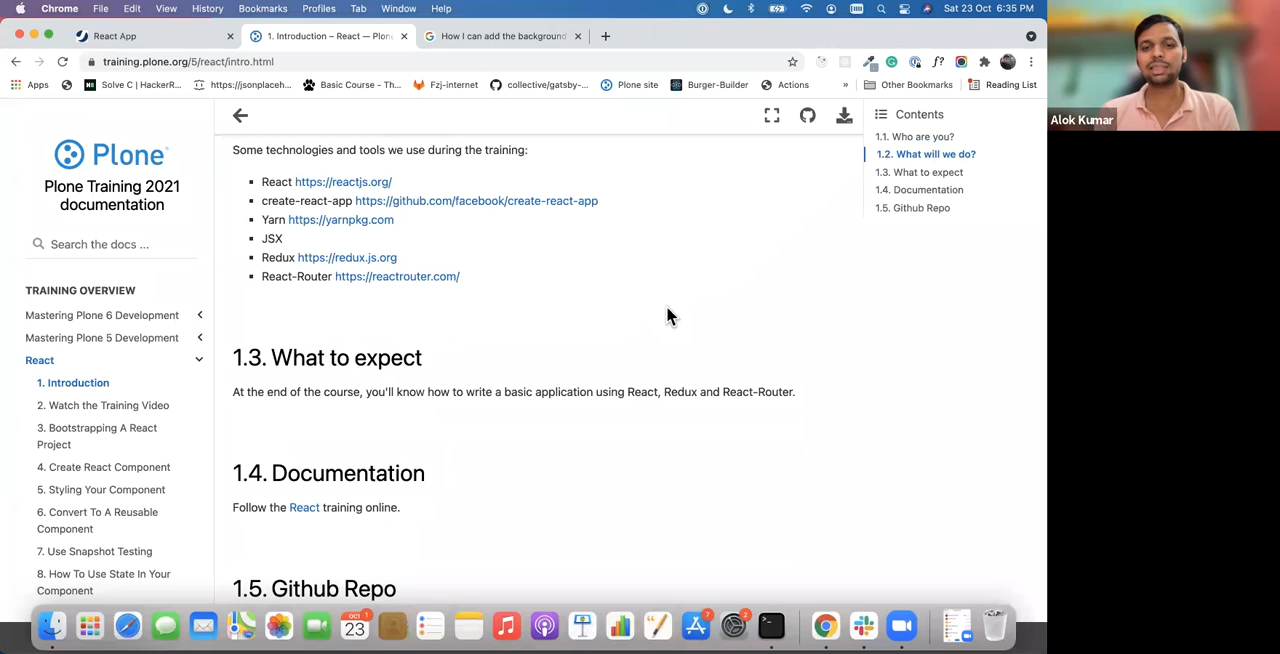 Chrome File Edit View History Bookmarks Profiles Tab Window Help Sat 23 Oct 6:35 PM
React App 1. Introduction – React — Plon How I can add the background
training.plone.org/5/react/intro.html
Apps Solve C | HackerR... https://jsonplaceh... Basic Course - Th... Fzj-internet collective/gatsby-... Plone site Burger-Builder Actions » Other Bookmarks Reading List
Alok Kumar
Plone
Plone Training 2021
documentation
Search the docs ...
TRAINING OVERVIEW
Mastering Plone 6 Development
Mastering Plone 5 Development
React
1. Introduction
2. Watch the Training Video
3. Bootstrapping A React
Project
4. Create React Component
5. Styling Your Component
6. Convert To A Reusable
Component
7. Use Snapshot Testing
8. How To Use State In Your
Component
Some technologies and tools we use during the training:
React https://reactjs.org/
create-react-app https://github.com/facebook/create-react-app
Yarn https://yarnpkg.com
JSX
Redux https://redux.js.org
React-Router https://reactrouter.com/
1.3. What to expect
At the end of the course, you'll know how to write a basic application using React, Redux and React-Router.
1.4. Documentation
Follow the React training online.
1.5. Github Repo
Contents
1.1. Who are you?
1.2. What will we do?
1.3. What to expect
1.4. Documentation
1.5. Github Repo
OCT
23
1
7
2